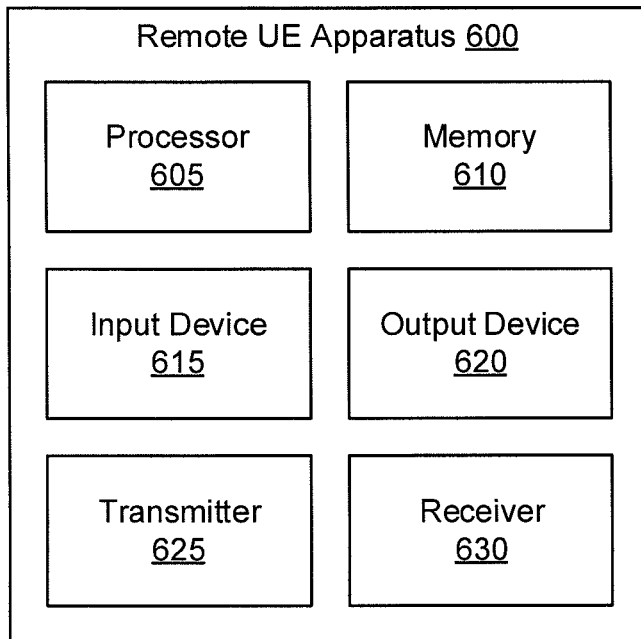 Remote UE Apparatus 600
Processor
605
Memory
610
Input Device
615
Output Device
620
Transmitter
625
Receiver
630